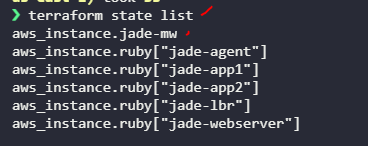 ❯ terraform state list
aws_instance.jade-mw
aws_instance.ruby["jade-agent"]
aws_instance.ruby["jade-app1"]
aws_instance.ruby["jade-app2"]
aws_instance.ruby["jade-lbr"]
aws_instance.ruby["jade-webserver"]